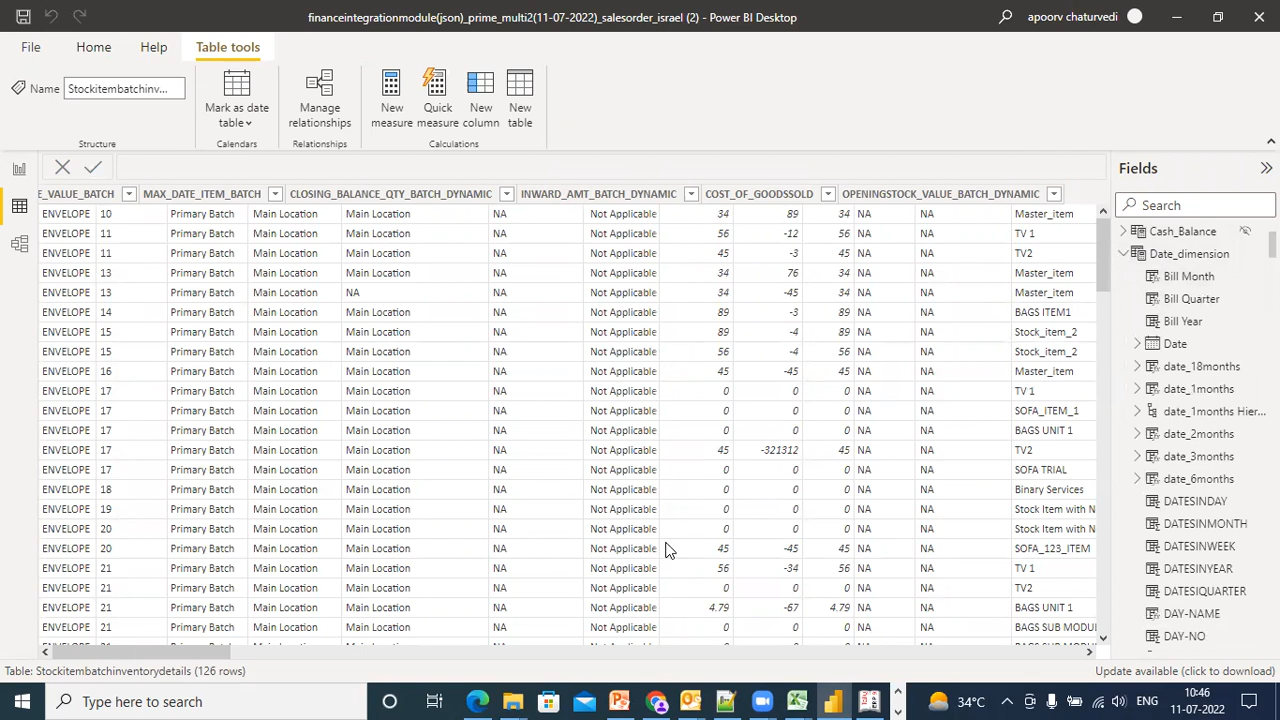 financeintegrationmodule(json)_prime_multi2(11-07-2022)_salesorder_israel (2) - Power BI Desktop
apoorv chaturvedi
File Home Help Table tools
Name Stockitembatchinv...
Mark as date table
Manage relationships
New measure
Quick measure
New column
New table
Structure Calendars Relationships Calculations
E_VALUE_BATCH MAX_DATE_ITEM_BATCH CLOSING_BALANCE_QTY_BATCH_DYNAMIC INWARD_AMT_BATCH_DYNAMIC COST_OF_GOODSSOLD OPENINGSTOCK_VALUE_BATCH_DYNAMIC
ENVELOPE 10 Primary Batch Main Location Main Location NA Not Applicable 34 89 34 NA NA Master_item
ENVELOPE 11 Primary Batch Main Location Main Location NA Not Applicable 56 -12 56 NA NA TV 1
ENVELOPE 11 Primary Batch Main Location Main Location NA Not Applicable 45 -3 45 NA NA TV2
ENVELOPE 13 Primary Batch Main Location Main Location NA Not Applicable 34 76 34 NA NA Master_item
ENVELOPE 13 Primary Batch Main Location NA NA Not Applicable 34 -45 34 NA NA Master_item
ENVELOPE 14 Primary Batch Main Location Main Location NA Not Applicable 89 -3 89 NA NA BAGS ITEM1
ENVELOPE 15 Primary Batch Main Location Main Location NA Not Applicable 89 -4 89 NA NA Stock_item_2
ENVELOPE 15 Primary Batch Main Location Main Location NA Not Applicable 56 -4 56 NA NA Stock_item_2
ENVELOPE 16 Primary Batch Main Location Main Location NA Not Applicable 45 -45 45 NA NA Master_item
ENVELOPE 17 Primary Batch Main Location Main Location NA Not Applicable 0 0 0 NA NA TV 1
ENVELOPE 17 Primary Batch Main Location Main Location NA Not Applicable 0 0 0 NA NA SOFA_ITEM_1
ENVELOPE 17 Primary Batch Main Location Main Location NA Not Applicable 0 0 0 NA NA BAGS UNIT 1
ENVELOPE 17 Primary Batch Main Location Main Location NA Not Applicable 45 -321312 45 NA NA TV2
ENVELOPE 17 Primary Batch Main Location Main Location NA Not Applicable 0 0 0 NA NA SOFA TRIAL
ENVELOPE 18 Primary Batch Main Location Main Location NA Not Applicable 0 0 0 NA NA Binary Services
ENVELOPE 19 Primary Batch Main Location Main Location NA Not Applicable 0 0 0 NA NA Stock Item with N
ENVELOPE 20 Primary Batch Main Location Main Location NA Not Applicable 0 0 0 NA NA Stock Item with N
ENVELOPE 20 Primary Batch Main Location Main Location NA Not Applicable 45 -45 45 NA NA SOFA_123_ITEM
ENVELOPE 21 Primary Batch Main Location Main Location NA Not Applicable 56 -34 56 NA NA TV 1
ENVELOPE 21 Primary Batch Main Location Main Location NA Not Applicable 0 0 0 NA NA TV2
ENVELOPE 21 Primary Batch Main Location Main Location NA Not Applicable 4.79 -67 4.79 NA NA BAGS UNIT 1
ENVELOPE 21 Primary Batch Main Location Main Location NA Not Applicable 0 0 0 NA NA BAGS SUB MODU
Fields
Search
Cash_Balance
Date_dimension
Bill Month
Bill Quarter
Bill Year
Date
date_18months
date_1months
date_1months Hier...
date_2months
date_3months
date_6months
DATESINDAY
DATESINMONTH
DATESINWEEK
DATESINYEAR
DATESQUARTER
DAY-NAME
DAY-NO
Table: Stockitembatchinventorydetails (126 rows)
Update available (click to download)
Type here to search
34°C
ENG
10:46
11-07-2022